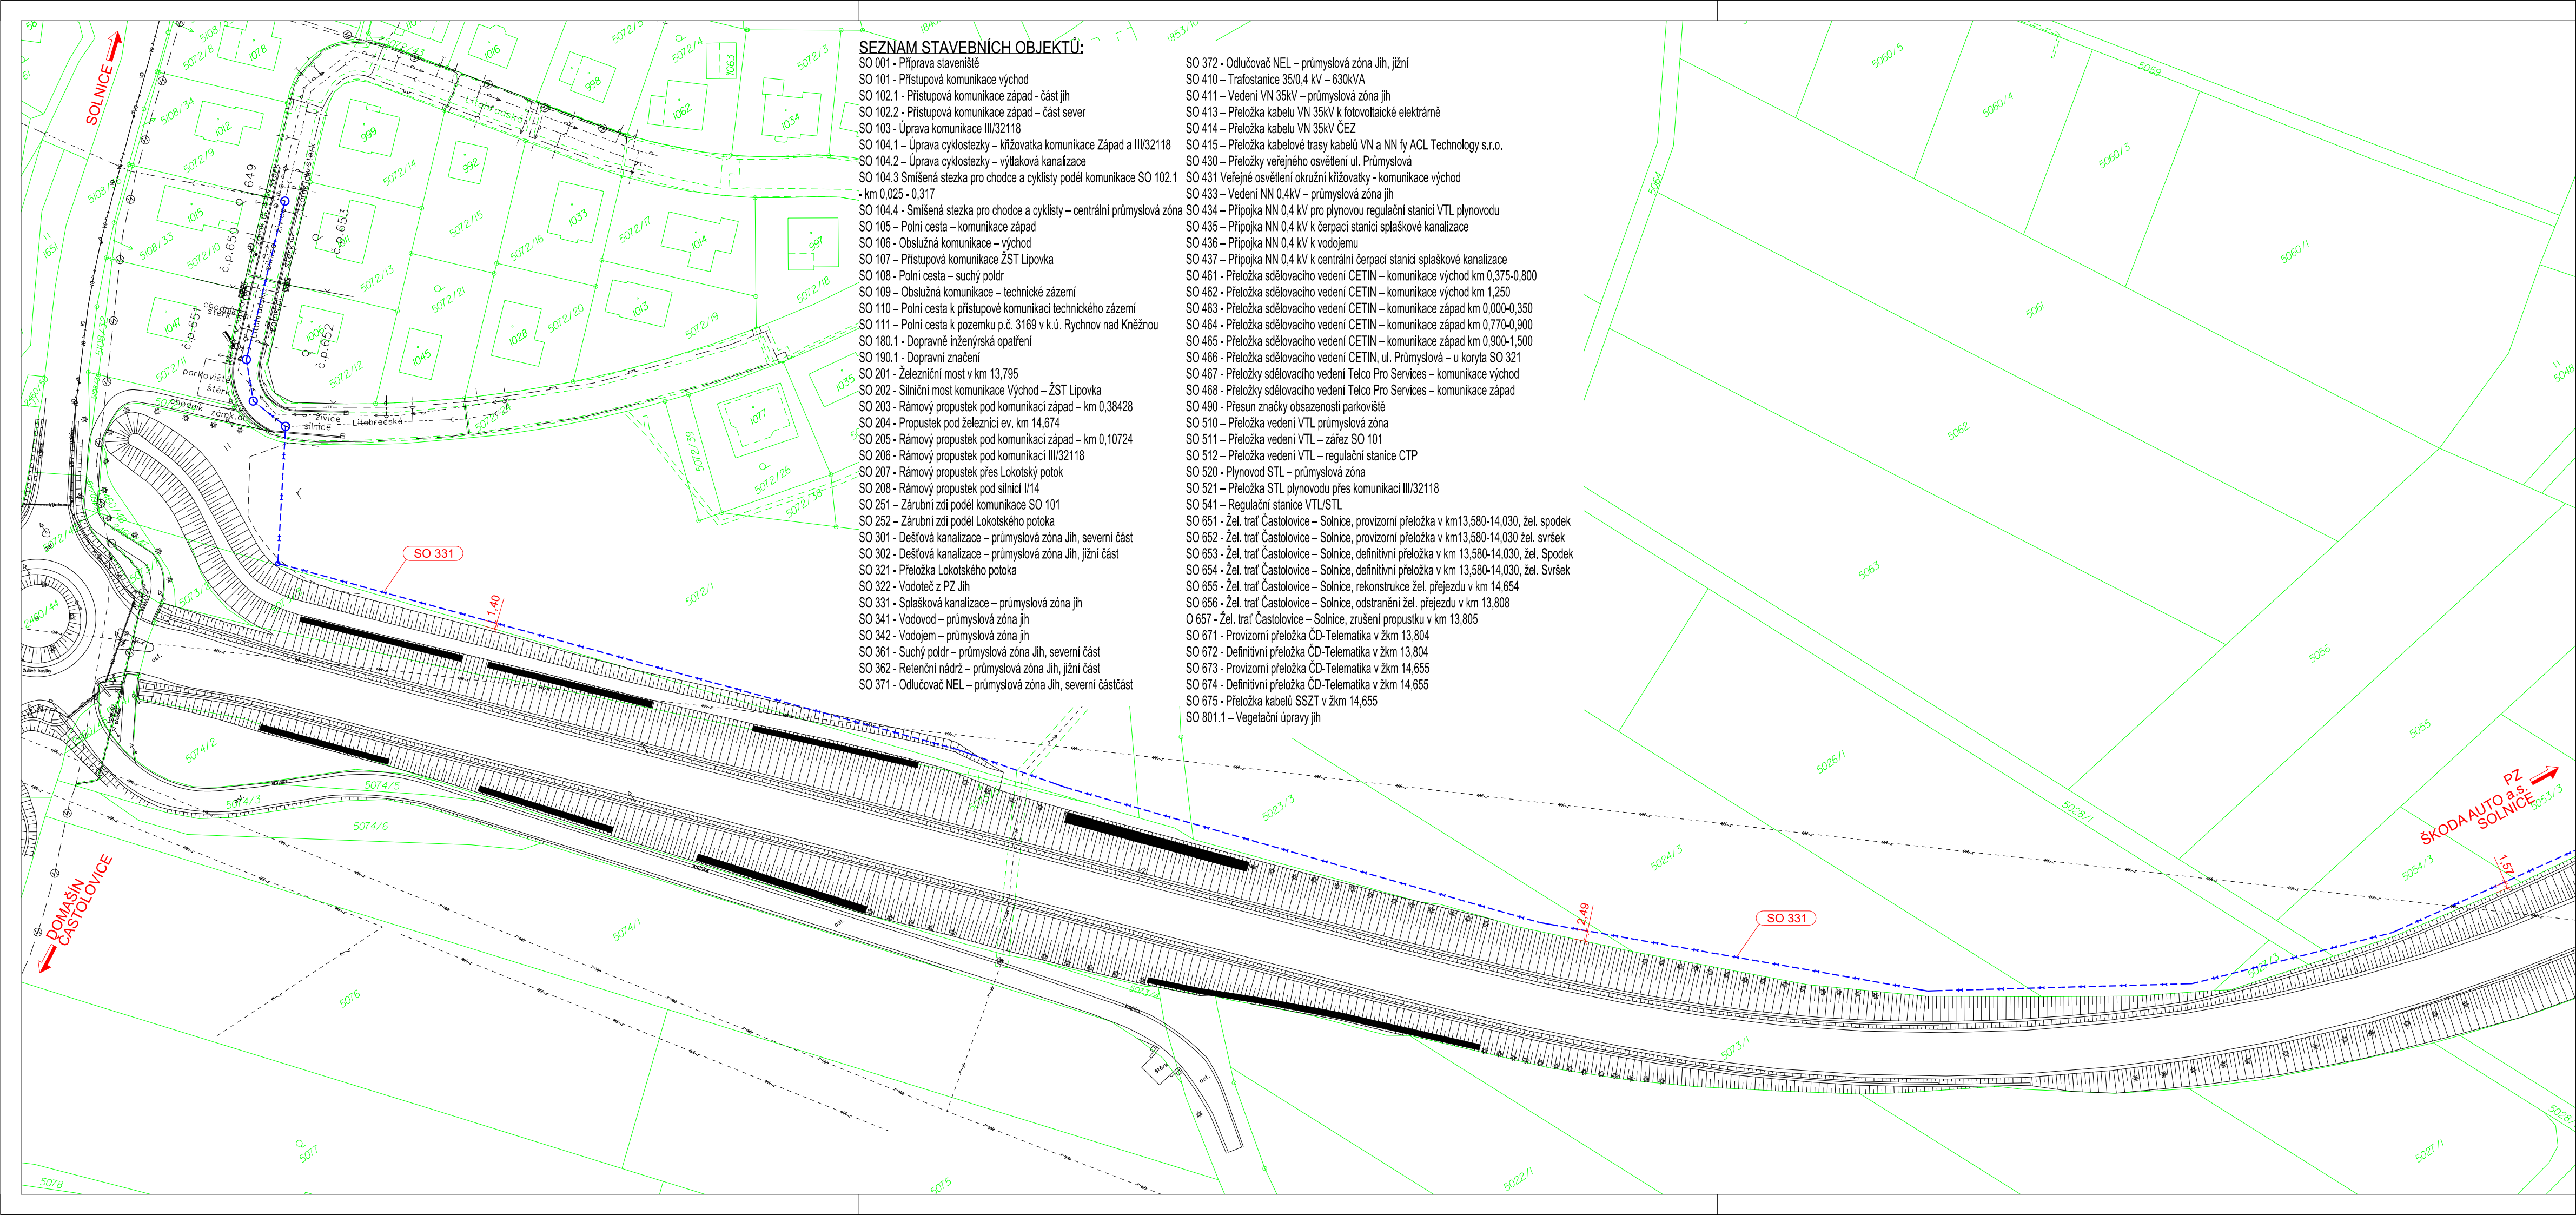 SEZNAM STAVEBNÍCH OBJEKTŮ:
SO 001 - Příprava staveniště
SO 101 - Přístupová komunikace východ
SO 102.1 - Přístupová komunikace západ - část jih
SO 102.2 - Přístupová komunikace západ – část sever
SO 103 - Úprava komunikace III/32118
SO 104.1 – Úprava cyklostezky – křižovatka komunikace Západ a III/32118
SO 104.2 – Úprava cyklostezky – výtlaková kanalizace
SO 104.3 Smíšená stezka pro chodce a cyklisty podél komunikace SO 102.1
- km 0,025 - 0,317
SO 104.4 - Smíšená stezka pro chodce a cyklisty – centrální průmyslová zóna
SO 105 – Polní cesta – komunikace západ
SO 106 - Obslužná komunikace – východ
SO 107 – Přístupová komunikace ŽST Lipovka
SO 108 - Polní cesta – suchý poldr
SO 109 – Obslužná komunikace – technické zázemí
SO 110 – Polní cesta k přístupové komunikaci technického zázemí
SO 111 – Polní cesta k pozemku p.č. 3169 v k.ú. Rychnov nad Kněžnou
SO 180.1 - Dopravně inženýrská opatření
SO 190.1 - Dopravní značení
SO 201 - Železniční most v km 13,795
SO 202 - Silniční most komunikace Východ – ŽST Lipovka
SO 203 - Rámový propustek pod komunikací západ – km 0,38428
SO 204 - Propustek pod železnicí ev. km 14,674
SO 205 - Rámový propustek pod komunikací západ – km 0,10724
SO 206 - Rámový propustek pod komunikací III/32118
SO 207 - Rámový propustek přes Lokotský potok
SO 208 - Rámový propustek pod silnicí I/14
SO 251 – Zárubní zdi podél komunikace SO 101
SO 252 – Zárubní zdi podél Lokotského potoka
SO 301 - Dešťová kanalizace – průmyslová zóna Jih, severní část
SO 302 - Dešťová kanalizace – průmyslová zóna Jih, jižní část
SO 321 - Přeložka Lokotského potoka
SO 322 - Vodoteč z PZ Jih
SO 331 - Splašková kanalizace – průmyslová zóna jih
SO 341 - Vodovod – průmyslová zóna jih
SO 342 - Vodojem – průmyslová zóna jih
SO 361 - Suchý poldr – průmyslová zóna Jih, severní část
SO 362 - Retenční nádrž – průmyslová zóna Jih, jižní část
SO 371 - Odlučovač NEL – průmyslová zóna Jih, severní částčást
SO 372 - Odlučovač NEL – průmyslová zóna Jih, jižní
SO 410 – Trafostanice 35/0,4 kV – 630kVA
SO 411 – Vedení VN 35kV – průmyslová zóna jih
SO 413 – Přeložka kabelu VN 35kV k fotovoltaické elektrárně
SO 414 – Přeložka kabelu VN 35kV ČEZ
SO 415 – Přeložka kabelové trasy kabelů VN a NN fy ACL Technology s.r.o.
SO 430 – Přeložky veřejného osvětlení ul. Průmyslová
SO 431 Veřejné osvětlení okružní křižovatky - komunikace východ
SO 433 – Vedení NN 0,4kV – průmyslová zóna jih
SO 434 – Přípojka NN 0,4 kV pro plynovou regulační stanici VTL plynovodu
SO 435 – Přípojka NN 0,4 kV k čerpací stanici splaškové kanalizace
SO 436 – Přípojka NN 0,4 kV k vodojemu
SO 437 – Přípojka NN 0,4 kV k centrální čerpací stanici splaškové kanalizace
SO 461 - Přeložka sdělovacího vedení CETIN – komunikace východ km 0,375-0,800
SO 462 - Přeložka sdělovacího vedení CETIN – komunikace východ km 1,250
SO 463 - Přeložka sdělovacího vedení CETIN – komunikace západ km 0,000-0,350
SO 464 - Přeložka sdělovacího vedení CETIN – komunikace západ km 0,770-0,900
SO 465 - Přeložka sdělovacího vedení CETIN – komunikace západ km 0,900-1,500
SO 466 - Přeložka sdělovacího vedení CETIN, ul. Průmyslová – u koryta SO 321
SO 467 - Přeložky sdělovacího vedení Telco Pro Services – komunikace východ
SO 468 - Přeložky sdělovacího vedení Telco Pro Services – komunikace západ
SO 490 - Přesun značky obsazenosti parkoviště
SO 510 – Přeložka vedení VTL průmyslová zóna
SO 511 – Přeložka vedení VTL – zářez SO 101
SO 512 – Přeložka vedení VTL – regulační stanice CTP
SO 520 - Plynovod STL – průmyslová zóna
SO 521 – Přeložka STL plynovodu přes komunikaci III/32118
SO 541 – Regulační stanice VTL/STL
SO 651 - Žel. trať Častolovice – Solnice, provizorní přeložka v km13,580-14,030, žel. spodek
SO 652 - Žel. trať Častolovice – Solnice, provizorní přeložka v km13,580-14,030 žel. svršek
SO 653 – Žel. trať Častolovice – Solnice, definitivní přeložka v km 13,580-14,030, žel. Spodek
SO 654 - Žel. trať Častolovice – Solnice, definitivní přeložka v km 13,580-14,030, žel. Svršek
SO 655 - Žel. trať Častolovice – Solnice, rekonstrukce žel. přejezdu v km 14,654
SO 656 – Žel. trať Častolovice – Solnice, odstranění žel. přejezdu v km 13,808
O 657 - Žel. trať Častolovice – Solnice, zrušení propustku v km 13,805
SO 671 - Provizorní přeložka ČD-Telematika v žkm 13,804
SO 672 - Definitivní přeložka ČD-Telematika v žkm 13,804
SO 673 - Provizorní přeložka ČD-Telematika v žkm 14,655
SO 674 - Definitivní přeložka ČD-Telematika v žkm 14,655
SO 675 - Přeložka kabelů SSZT v žkm 14,655
SO 801.1 – Vegetační úpravy jih
SOLNICE
SO 331
1,40
2,49
SO 331
1,57
PZ
ŠKODA AUTO a.s.
SOLNICE
DOMAŠÍN
ČASTOLOVICE
č.p.650
č.p.653
č.p.651
č.p.652
parkoviště
štěrk
chodník zámk.dl.
silnice
živice
Litobradská
5072/1
5072/3
5072/4
5072/8
5072/9
5072/10
5072/11
5072/12
5072/13
5072/14
5072/15
5072/16
5072/17
5072/18
5072/19
5072/20
5072/21
5072/26
5072/39
5108/34
5108/33
5108/32
1078
1016
998
1062
1063
1034
1012
999
992
1015
1033
1014
997
1047
1006
1045
1028
1013
1077
1035
1651
2460/44
5074/2
5074/3
5074/5
5074/6
5074/1
5076
5077
5078
5075
5023/3
5024/3
5026/1
5073/1
5022/1
5027/1
5023/3
5054/3
5053/3
5028/1
5055
5056
5063
5062
5061
5060/1
5060/3
5060/4
5060/5
5059
5064